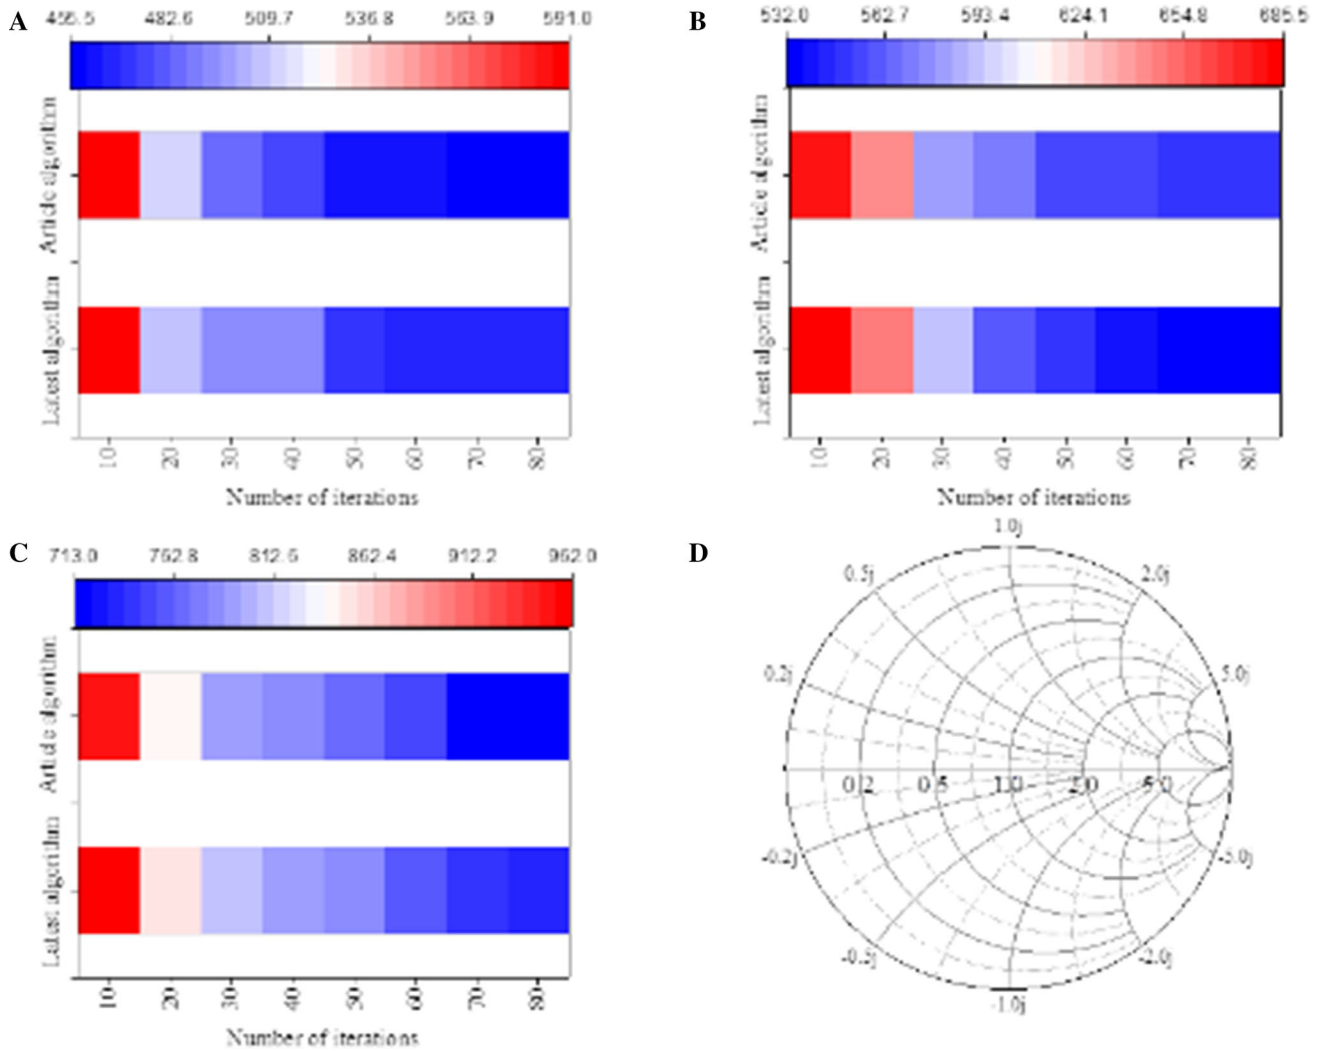 A
455.5 482.6 509.7 536.8 563.9 591.0
Article algorithm
Latest algorithm
10 20 30 40 50 60 70 80
Number of iterations
B
532.0 562.7 593.4 624.1 654.8 685.5
Article algorithm
Latest algorithm
10 20 30 40 50 60 70 80
Number of iterations
C
713.0 762.8 812.6 862.4 912.2 962.0
Article algorithm
Latest algorithm
10 20 30 40 50 60 70 80
Number of iterations
D
1.0j
0.5j 2.0j
0.2j 5.0j
0.2 0.5 1.0 2.0 5.0
-0.2j -5.0j
-0.5j -2.0j
-1.0j